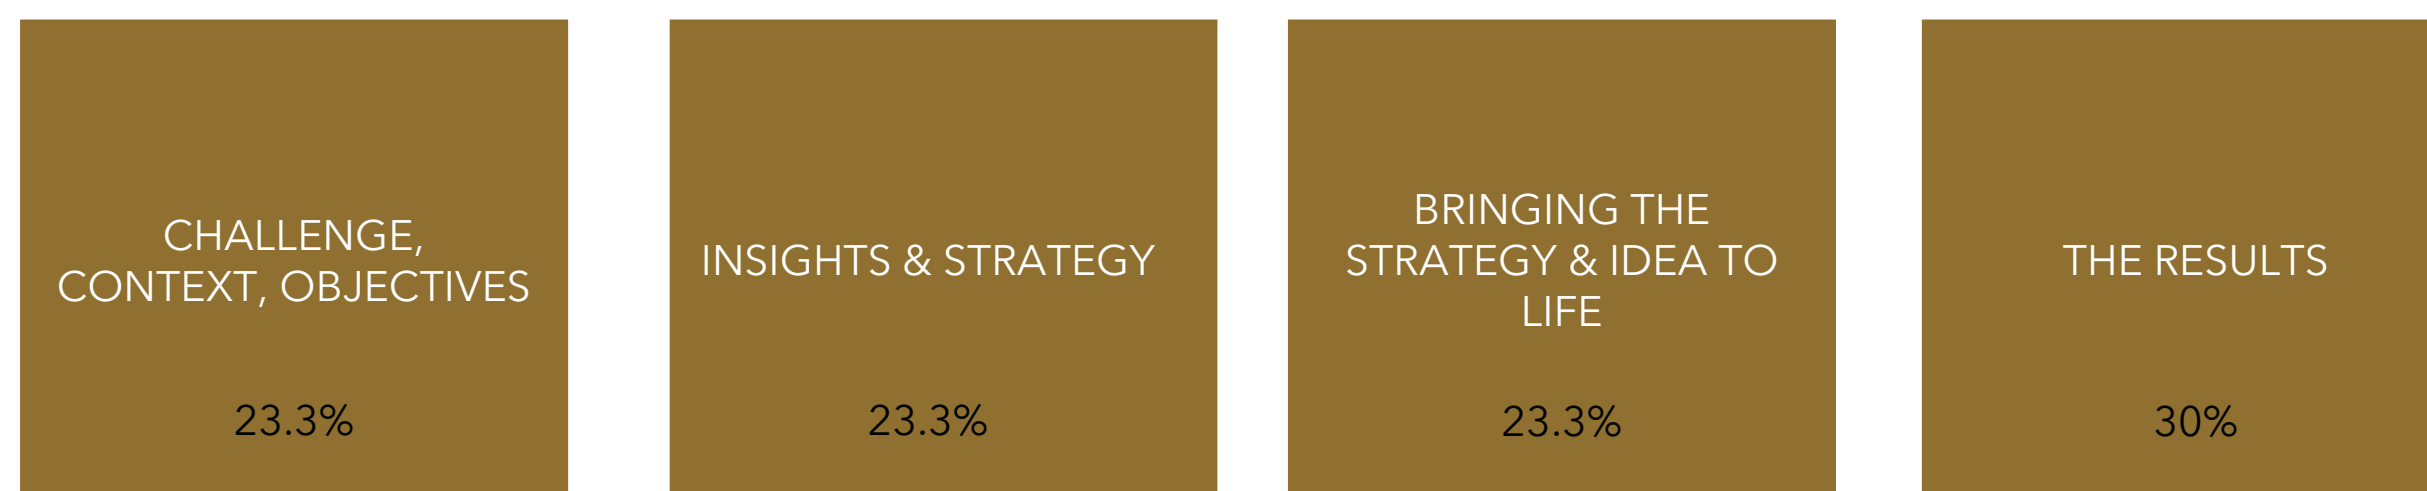 CHALLENGE,
CONTEXT, OBJECTIVES
23.3%
INSIGHTS & STRATEGY
23.3%
BRINGING THE
STRATEGY & IDEA TO
LIFE
23.3%
THE RESULTS
30%